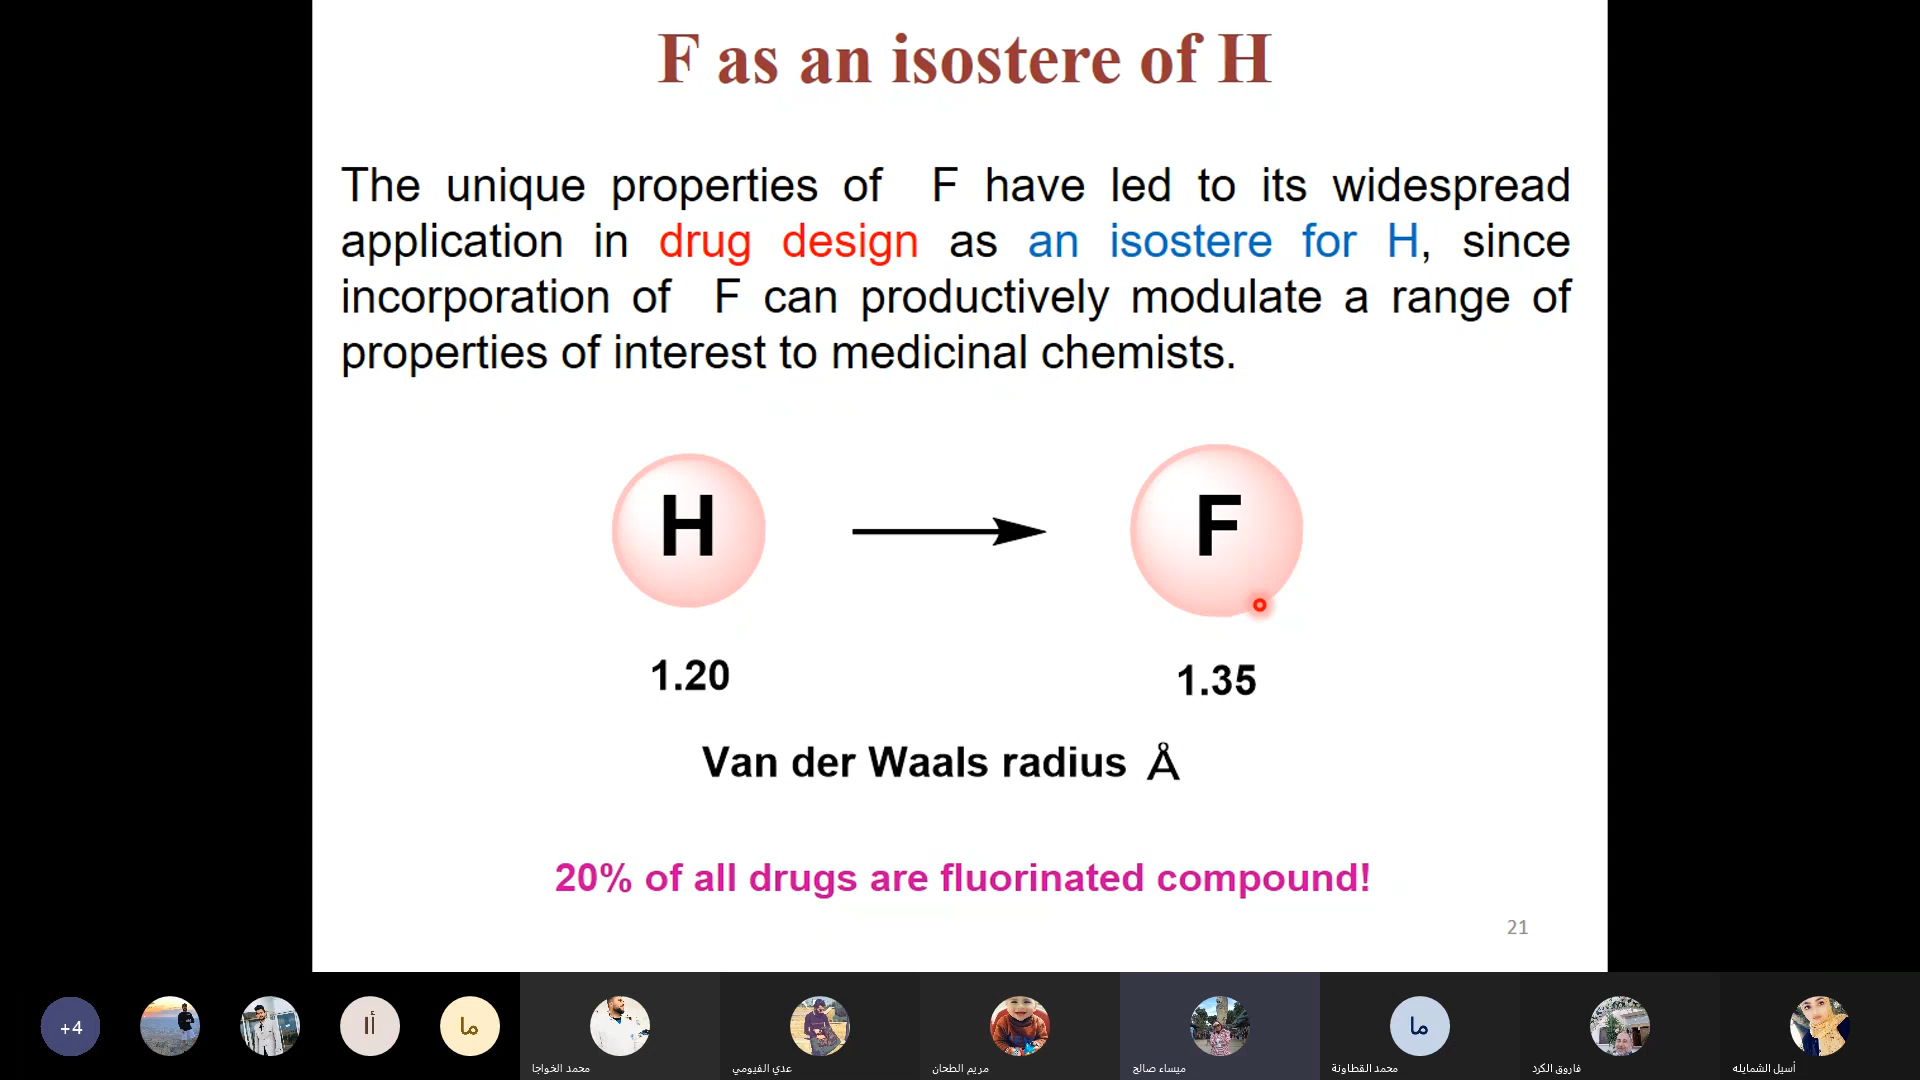 F as an isostere of H
The unique properties of F have led to its widespread
application in drug design as an isostere for H, since
incorporation of F can productively modulate a range of
properties of interest to medicinal chemists.
H
F
1.20
1.35
Van der Waals radius Å
20% of all drugs are fluorinated compound!
21
+4
أأ
ما
محمد الخواجا
عدي الفيومي
مريم الطحان
ميساء صالح
ما
محمد القطاونة
فاروق الكرد
أسيل الشمايله